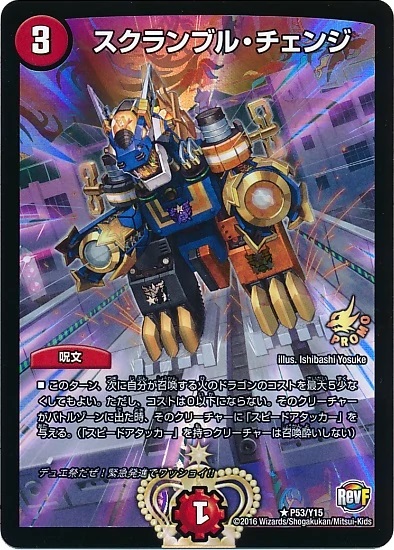 3
スクランブル・チェンジ
PROMO
illus. Ishibashi Yosuke
呪文
■ このターン、次に自分が召喚する火のドラゴンのコストを最大5少な
くしてもよい。ただし、コストは0以下にならない。そのクリーチャー
がバトルゾーンに出た時、そのクリーチャーに「スピードアタッカー」
を与える。(「スピードアタッカー」を持つクリーチャーは召喚酔いしない)
デュエ祭だぜ!緊急発進でワッショイ!!
1
RevF
★ P53/Y15
©2016 Wizards/Shogakukan/Mitsui-Kids